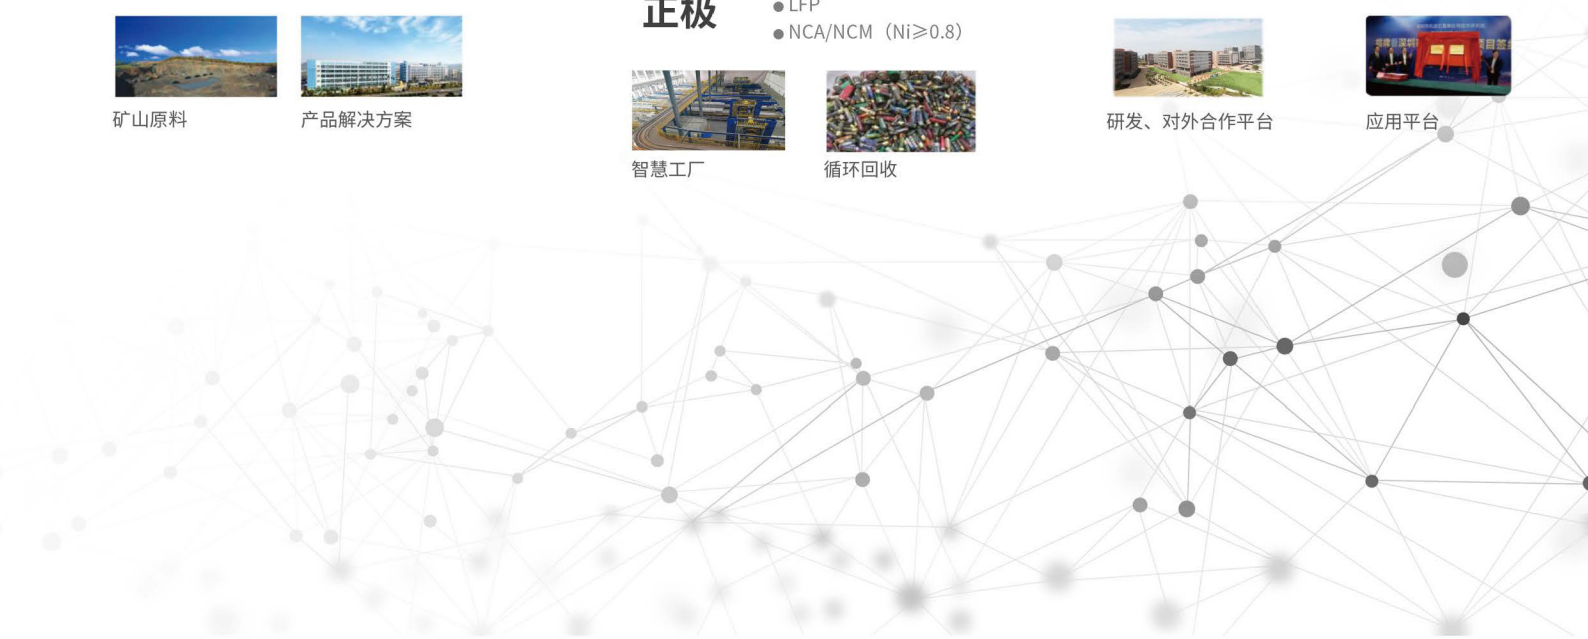 正极
● LFP
● NCA/NCM（Ni≥0.8）
矿山原料
产品解决方案
智慧工厂
循环回收
研发、对外合作平台
应用平台